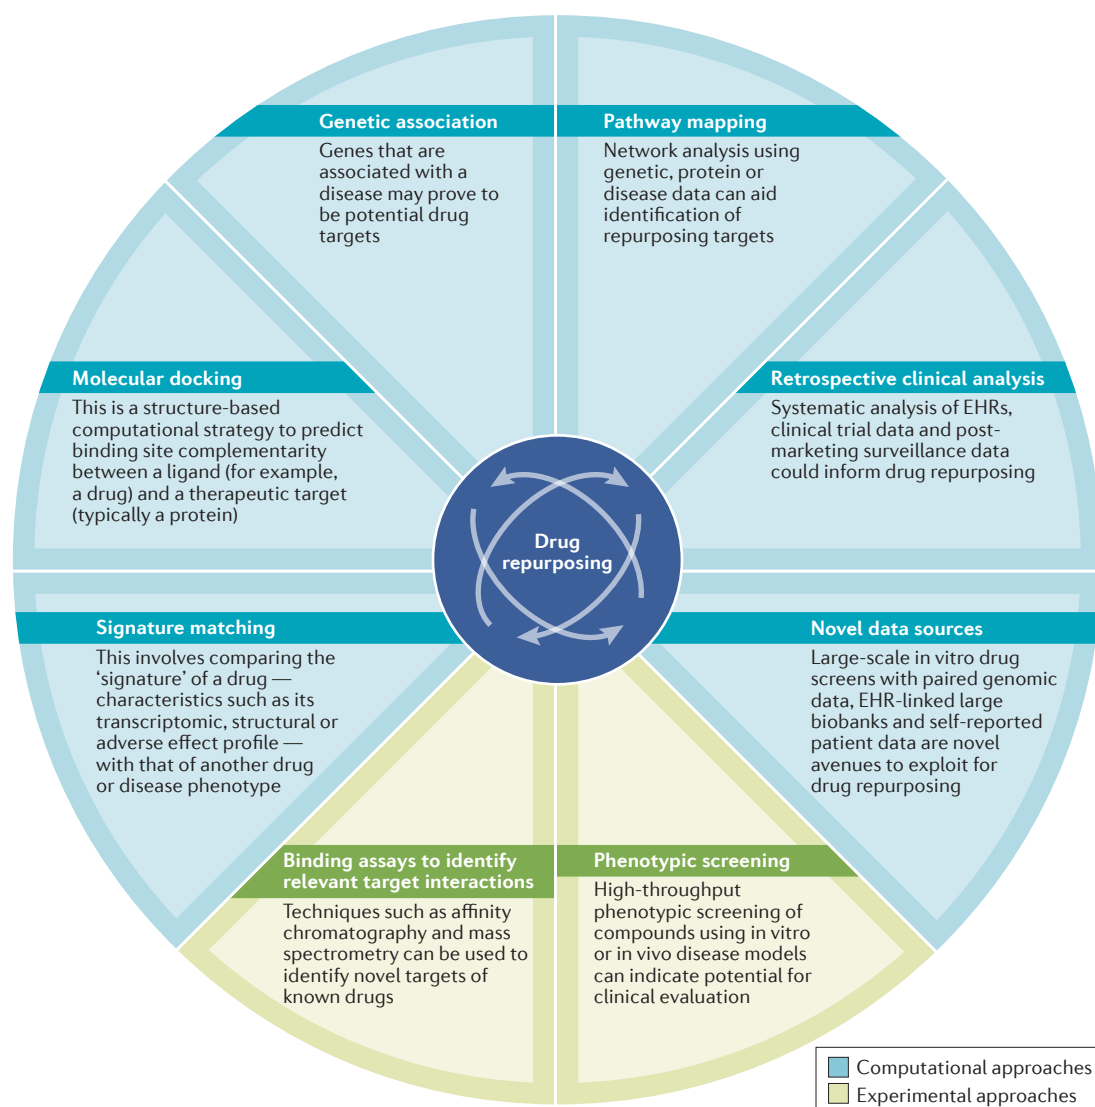 Genetic association
Genes that are
associated with a
disease may prove to
be potential drug
targets
Pathway mapping
Network analysis using
genetic, protein or
disease data can aid
identification of
repurposing targets
Molecular docking
This is a structure-based
computational strategy to predict
binding site complementarity
between a ligand (for example,
a drug) and a therapeutic target
(typically a protein)
Retrospective clinical analysis
Systematic analysis of EHRs,
clinical trial data and post-
marketing surveillance data
could inform drug repurposing
Drug
repurposing
Signature matching
This involves comparing the
‘signature’ of a drug —
characteristics such as its
transcriptomic, structural or
adverse effect profile —
with that of another drug
or disease phenotype
Novel data sources
Large-scale in vitro drug
screens with paired genomic
data, EHR-linked large
biobanks and self-reported
patient data are novel
avenues to exploit for
drug repurposing
Binding assays to identify
relevant target interactions
Techniques such as affinity
chromatography and mass
spectrometry can be used to
identify novel targets of
known drugs
Phenotypic screening
High-throughput
phenotypic screening of
compounds using in vitro
or in vivo disease models
can indicate potential for
clinical evaluation
Computational approaches
Experimental approaches